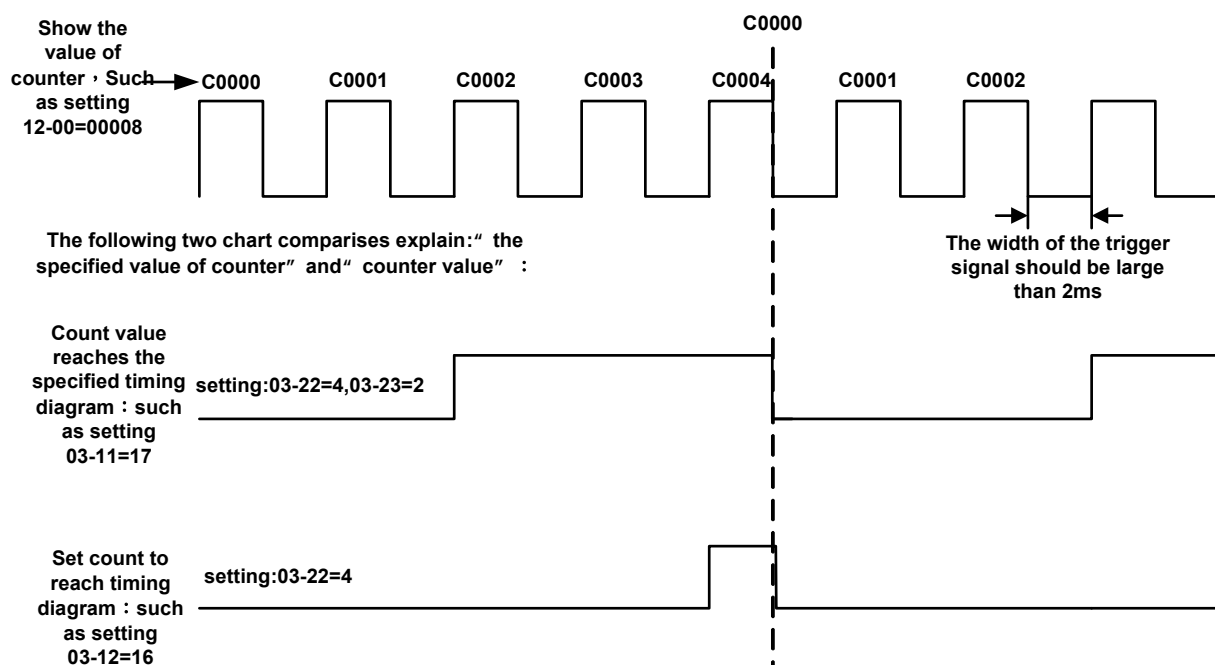 C0000
Show the
value of
counter，Such
as setting
12-00=00008
C0000 C0001 C0002 C0003 C0004 C0001 C0002
The following two chart comparises explain:“ the
specified value of counter” and“ counter value” ：
The width of the trigger
signal should be large
than 2ms
Count value
reaches the
specified timing
diagram：such
as setting
03-11=17
setting:03-22=4,03-23=2
Set count to
reach timing
diagram：such
as setting
03-12=16
setting:03-22=4